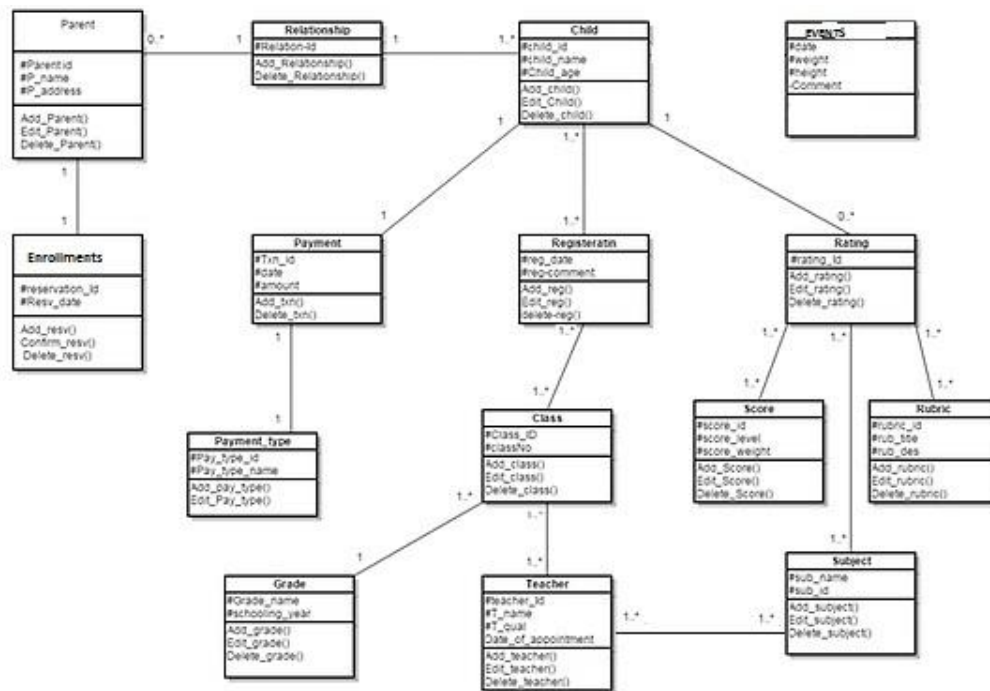 Parent
#Parentid
#P_name
#P_address
Add_Parent()
Edit_Parent()
Delete_Parent()
0..*
1
Relationship
#Relation-Id
Add_Relationship()
Delete_Relationship()
1
1..*
Child
#child_id
#child_name
#Child_age
Add_child()
Edit_Child()
Delete_child()
EVENTS
#date
#weight
#height
-Comment
1
1
1
1..*
1
1
1..*
0..*
Enrollments
#reservation_Id
#Resv_date
Add_resv()
Confirm_resv()
Delete_resv()
Payment
#Txn_id
#date
#amount
Add_txn()
Delete_txn()
Registeratin
#reg_date
#reg-comment
Add_reg()
Edit_reg()
delete-reg()
Rating
#rating_Id
Add_rating()
Edit_rating()
Delete_rating()
1
1
1..*
1..*
1..*
1..*
1..*
1..*
1..*
1..*
Payment_type
#Pay_type_id
#Pay_type_name
Add_pay_type()
Edit_Pay_type()
Class
#Class_ID
#classNo
Add_class()
Edit_class()
Delete_class()
Score
#score_id
#score_level
#score_weight
Add_Score()
Edit_Score()
Delete_Score()
Rubric
#rubric_id
#rub_title
#rub_des
Add_rubric()
Edit_rubric()
Delete_rubric()
1..*
1
1..*
1..*
Grade
#Grade_name
#schooling_year
Add_grade()
Edit_grade()
Delete_grade()
Teacher
#teacher_Id
#T_name
#T_qual
Date_of_appointment
Add_teacher()
Edit_teacher()
Delete_teacher()
1..*
1..*
Subject
#sub_name
#sub_id
Add_subject()
Edit_subject()
Delete_subject()